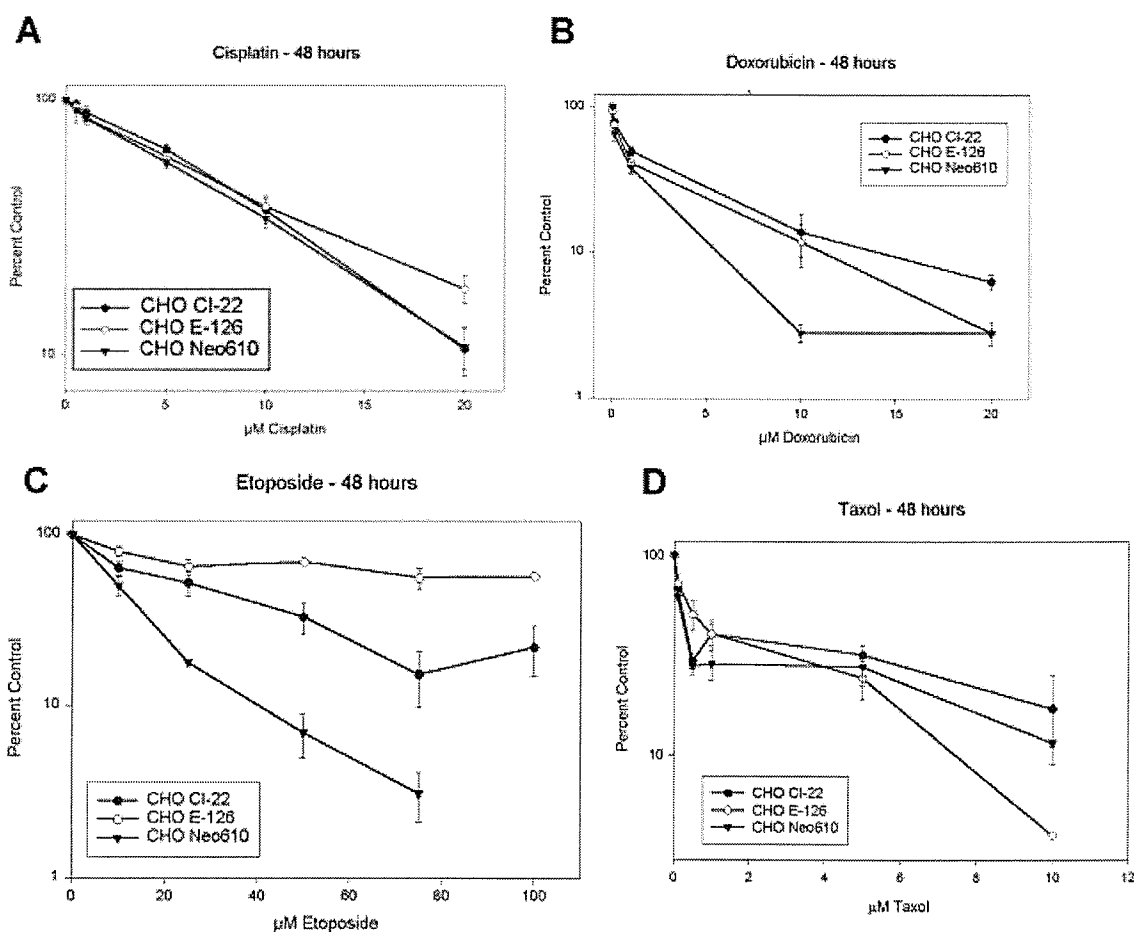 A
Cisplatin - 48 hours
100
10
Percent Control
CHO Cl-22
CHO E-126
CHO Neo610
0 5 10 15 20
µM Cisplatin
B
Doxorubicin - 48 hours
100
10
1
Percent Control
CHO Cl-22
CHO E-126
CHO Neo610
0 5 10 15 20
µM Doxorubicin
C
Etoposide - 48 hours
100
10
1
Percent Control
CHO Cl-22
CHO E-126
CHO Neo610
0 20 40 60 80 100
µM Etoposide
D
Taxol - 48 hours
100
10
Percent Control
CHO Cl-22
CHO E-126
CHO Neo610
0 2 4 6 8 10 12
µM Taxol